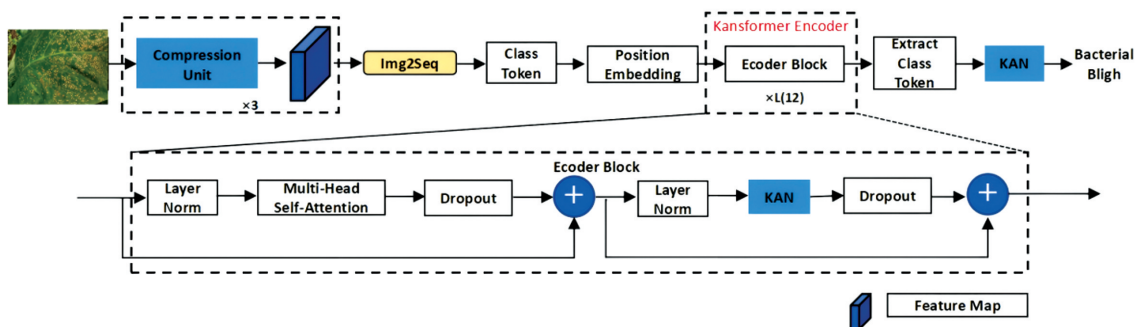 Kansformer Encoder
Compression
Unit
×3
Img2Seq
Class
Token
Position
Embedding
Ecoder Block
×L(12)
Extract
Class
Token
KAN
Bacterial
Bligh
Ecoder Block
Layer
Norm
Multi-Head
Self-Attention
Dropout
+
Layer
Norm
KAN
Dropout
+
Feature Map